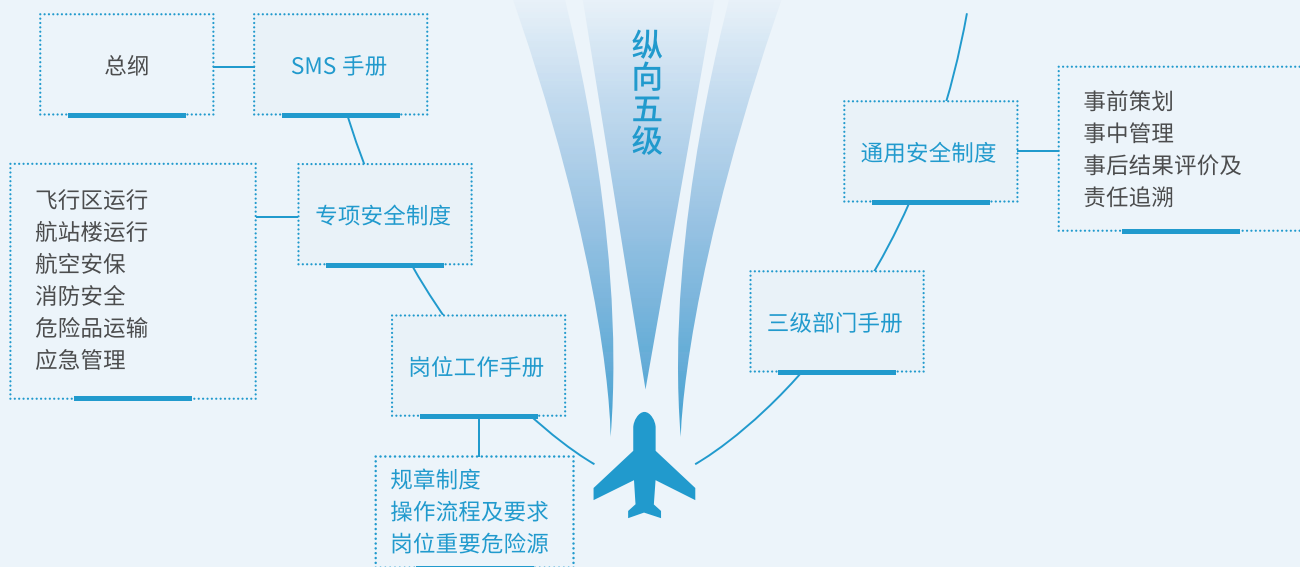 总纲
SMS 手册
飞行区运行
航站楼运行
航空安保
消防安全
危险品运输
应急管理
专项安全制度
岗位工作手册
规章制度
操作流程及要求
岗位重要危险源
纵向五级
三级部门手册
通用安全制度
事前策划
事中管理
事后结果评价及
责任追溯